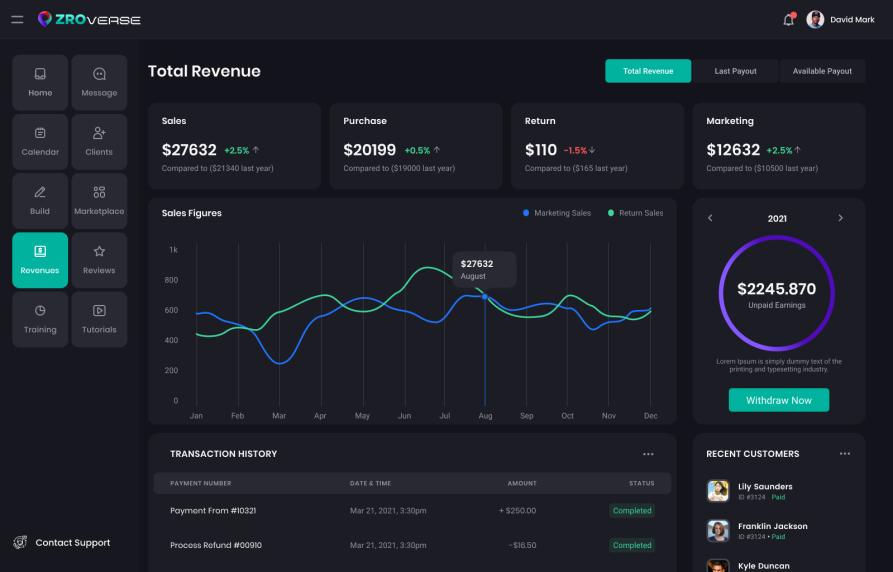 ZROVERSE
David Mark
Home
Message
Calendar
Clients
Build
Marketplace
Revenues
Reviews
Training
Tutorials
Contact Support
Total Revenue
Total Revenue
Last Payout
Available Payout
Sales
$27632 +2.5%
Compared to ($21340 last year)
Purchase
$20199 +0.5%
Compared to ($19000 last year)
Return
$110 -1.5%
Compared to ($165 last year)
Marketing
$12632 +2.5%
Compared to ($10500 last year)
Sales Figures
Marketing Sales
Return Sales
1k
800
600
400
200
0
$27632
August
Jan Feb Mar Apr May Jun Jul Aug Sep Oct Nov Dec
2021
$2245.870
Unpaid Earnings
Lorem Ipsum is simply dummy text of the
printing and typesetting industry.
Withdraw Now
TRANSACTION HISTORY
PAYMENT NUMBER DATE & TIME AMOUNT STATUS
Payment From #10321 Mar 21, 2021, 3:30pm + $250.00 Completed
Process Refund #00910 Mar 21, 2021, 3:30pm -$16.50 Completed
RECENT CUSTOMERS
Lily Saunders
ID #3124 Paid
Franklin Jackson
ID #3124 • Paid
Kyle Duncan